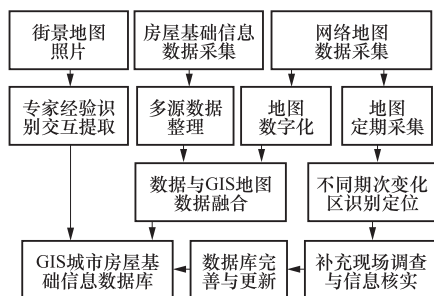 街景地图
照片
房屋基础信息
数据采集
网络地图
数据采集
专家经验识
别交互提取
多源数据
整理
地图
数字化
地图
定期采集
数据与GIS地图
数据融合
不同期次变化
区识别定位
GIS城市房屋基
础信息数据库
数据库完
善与更新
补充现场调查
与信息核实